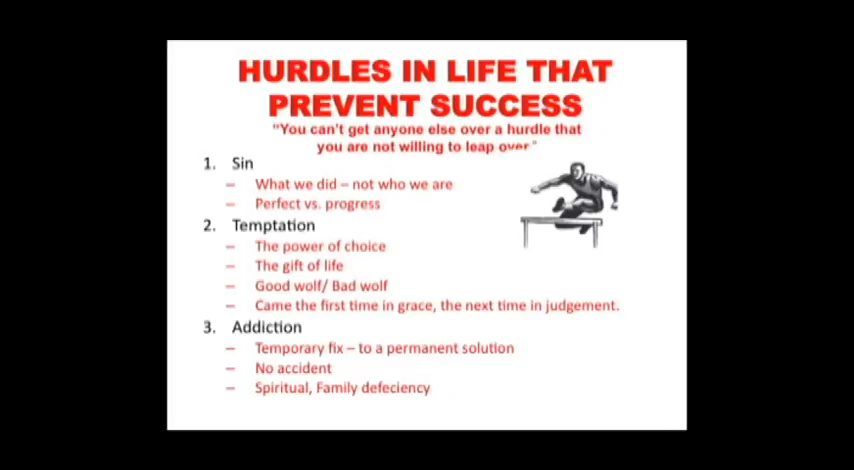 HURDLES IN LIFE THAT
PREVENT SUCCESS
"You can't get anyone else over a hurdle that
you are not willing to leap over"
1. Sin
– What we did – not who we are
– Perfect vs. progress
2. Temptation
– The power of choice
– The gift of life
– Good wolf/ Bad wolf
– Came the first time in grace, the next time in judgement.
3. Addiction
– Temporary fix – to a permanent solution
– No accident
– Spiritual, Family defeciency